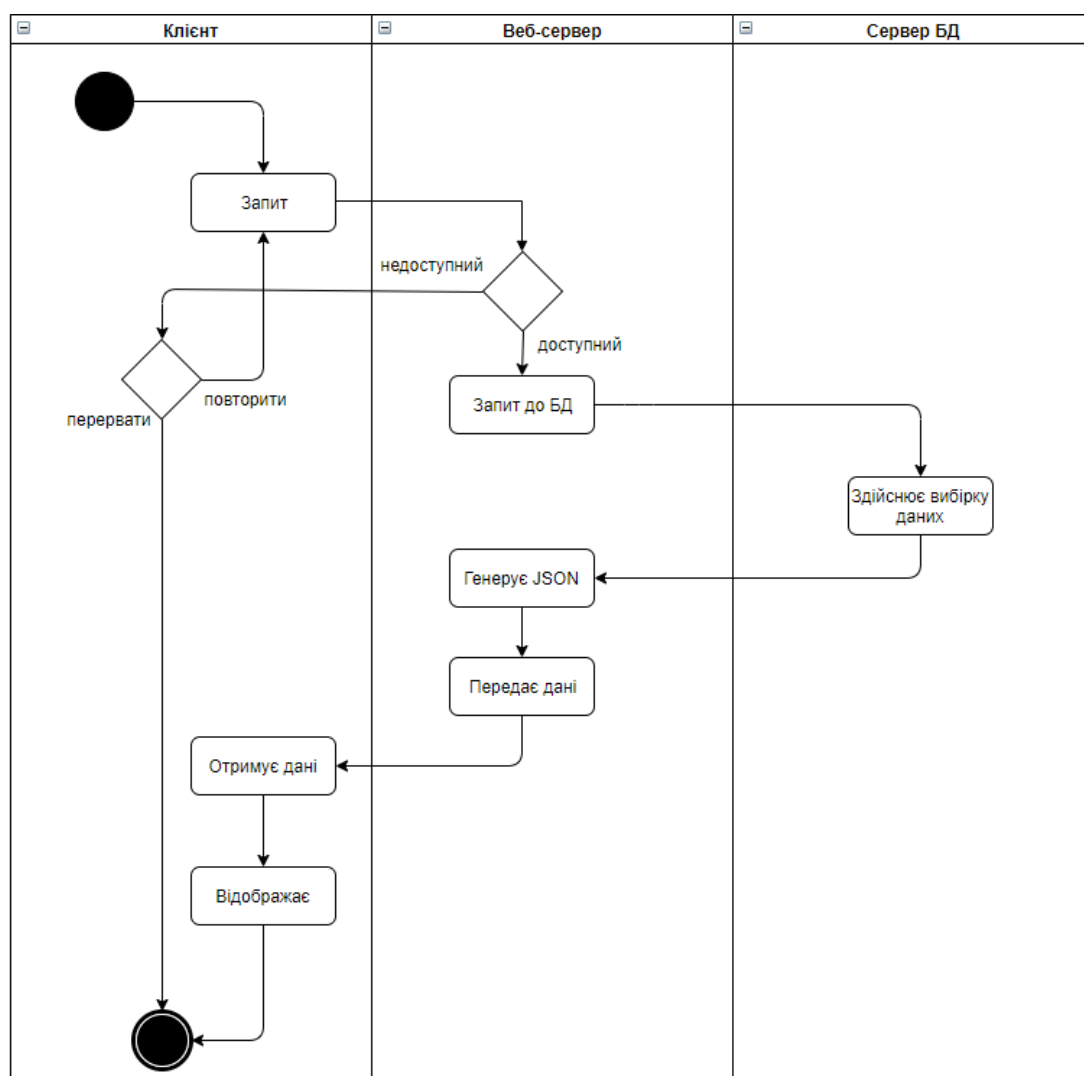 Клієнт
Веб-сервер
Сервер БД
Запит
недоступний
доступний
повторити
перервати
Запит до БД
Здійснює вибірку
даних
Генерує JSON
Передає дані
Отримує дані
Відображає